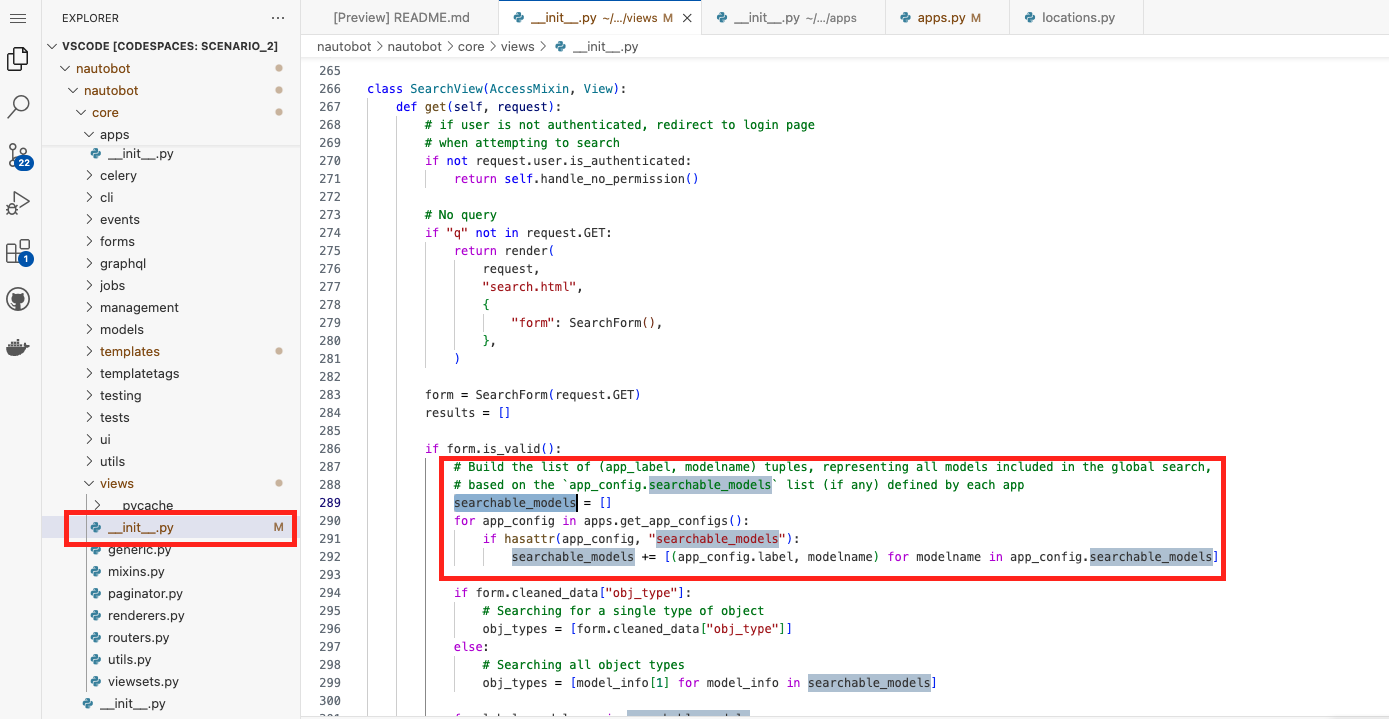 EXPLORER
VSCODE [CODESPACES: SCENARIO_2]
nautobot
nautobot
core
apps
__init__.py
celery
cli
events
forms
graphql
jobs
management
models
templates
templatetags
testing
tests
ui
utils
views
__pycache__
__init__.py M
generic.py
mixins.py
paginator.py
renderers.py
routers.py
utils.py
viewsets.py
__init__.py
22
1
[Preview] README.md
__init__.py ~/.../views M
__init__.py ~/.../apps
apps.py M
locations.py
nautobot > nautobot > core > views > __init__.py
265
266 class SearchView(AccessMixin, View):
267 def get(self, request):
268 # if user is not authenticated, redirect to login page
269 # when attempting to search
270 if not request.user.is_authenticated:
271 return self.handle_no_permission()
272
273 # No query
274 if "q" not in request.GET:
275 return render(
276 request,
277 "search.html",
278 {
279 "form": SearchForm(),
280 },
281 )
282
283 form = SearchForm(request.GET)
284 results = []
285
286 if form.is_valid():
287 # Build the list of (app_label, modelname) tuples, representing all models included in the global search,
288 # based on the `app_config.searchable_models` list (if any) defined by each app
289 searchable_models = []
290 for app_config in apps.get_app_configs():
291 if hasattr(app_config, "searchable_models"):
292 searchable_models += [(app_config.label, modelname) for modelname in app_config.searchable_models]
293
294 if form.cleaned_data["obj_type"]:
295 # Searching for a single type of object
296 obj_types = [form.cleaned_data["obj_type"]]
297 else:
298 # Searching all object types
299 obj_types = [model_info[1] for model_info in searchable_models]
300